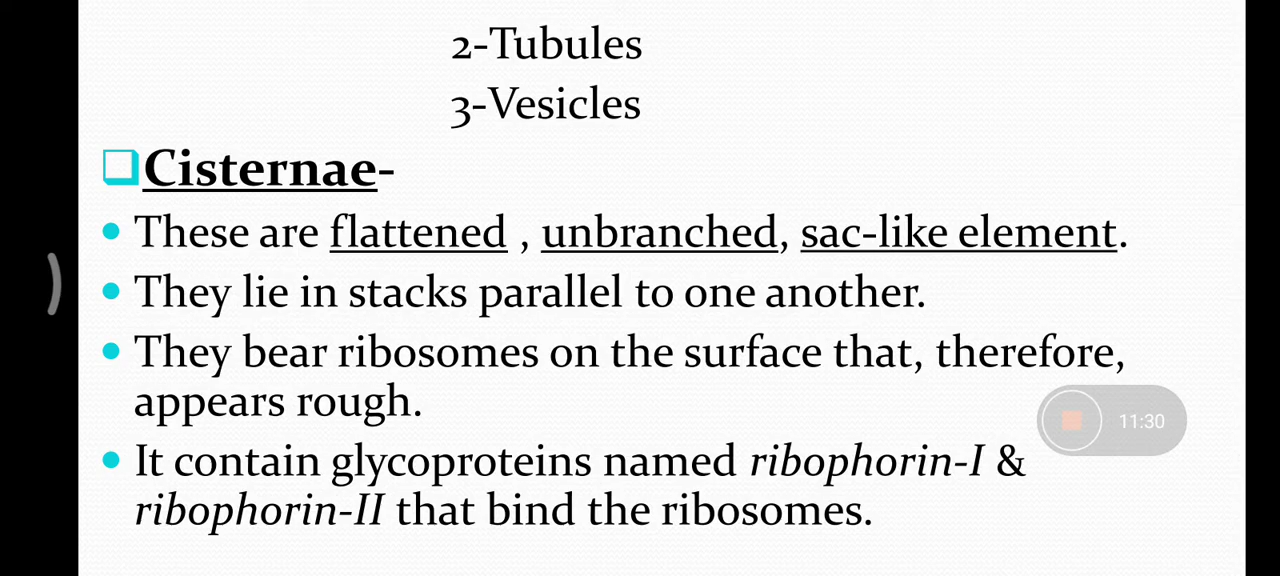 2-Tubules
3-Vesicles
Cisternae-
These are flattened , unbranched, sac-like element.
They lie in stacks parallel to one another.
They bear ribosomes on the surface that, therefore,
appears rough.
11:30
It contain glycoproteins named ribophorin-I &
ribophorin-II that bind the ribosomes.